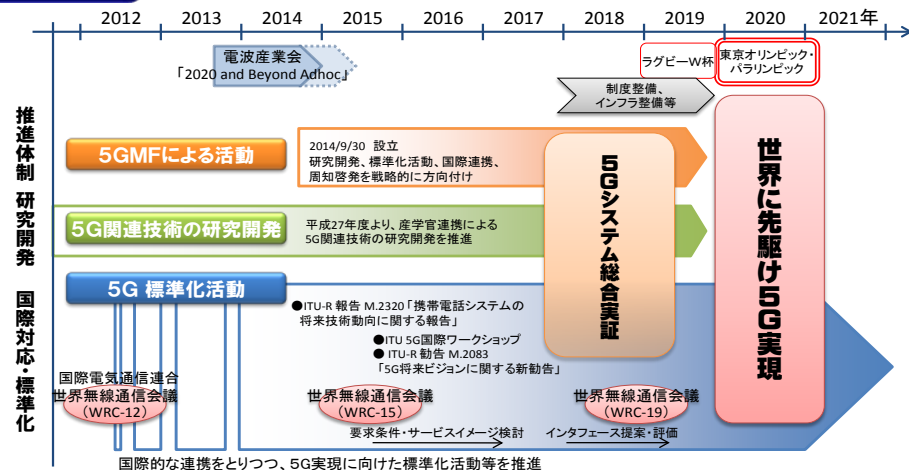 2012
2013
2014
2015
2016
2017
2018
2019
2020
2021年
電波産業会
「2020 and Beyond Adhoc」
ラグビーW杯
東京オリンピック・
パラリンピック
制度整備、
インフラ整備等
推進体制 研究開発 国際対応・標準化
5GMFによる活動
2014/9/30 設立
研究開発、標準化活動、国際連携、
周知啓発を戦略的に方向付け
5G関連技術の研究開発
平成27年度より、産学官連携による
5G関連技術の研究開発を推進
5G 標準化活動
●ITU-R 報告 M.2320「携帯電話システムの
将来技術動向に関する報告」
●ITU 5G国際ワークショップ
● ITU-R 勧告 M.2083
「5G将来ビジョンに関する新勧告」
5Gシステム総合実証
世界に先駆け5G実現
国際電気通信連合
世界無線通信会議
(WRC-12)
世界無線通信会議
(WRC-15)
世界無線通信会議
(WRC-19)
要求条件・サービスイメージ検討
インタフェース提案・評価
国際的な連携をとりつつ、5G実現に向けた標準化活動等を推進